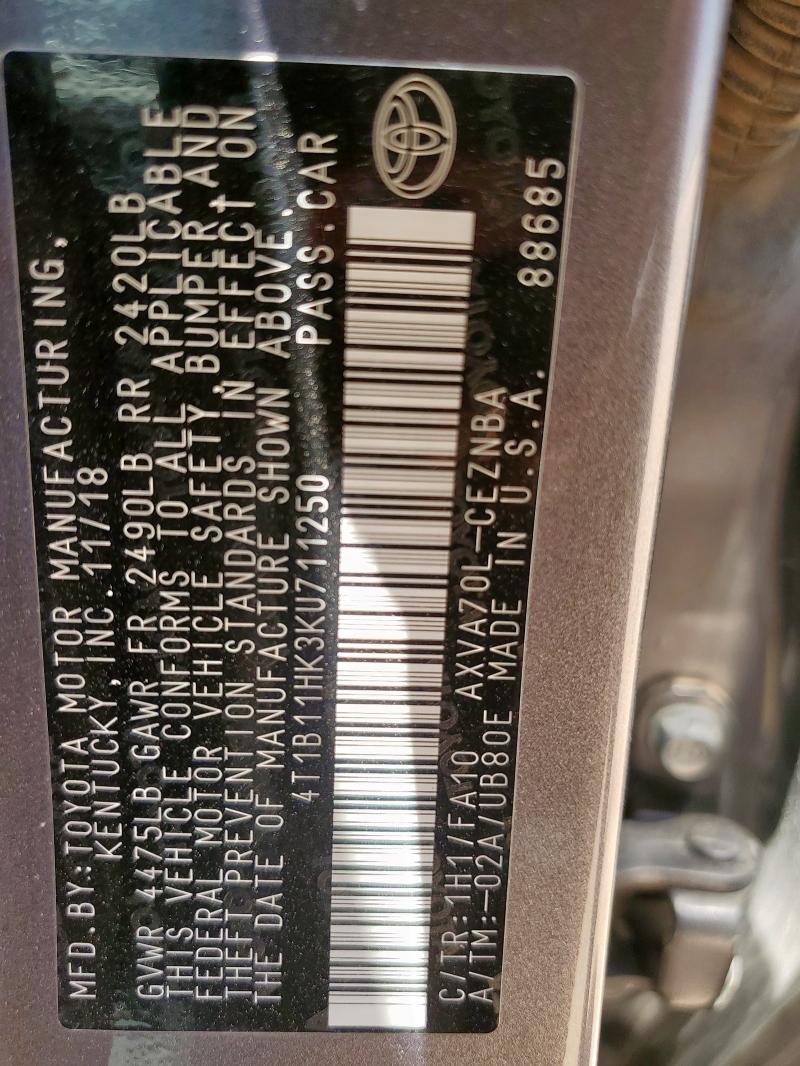 MFD.BY:TOYOTA MOTOR MANUFACTURING,
KENTUCKY, INC. 11/18
GVWR 4475LB GAWR FR 2490LB RR 2420LB
THIS VEHICLE CONFORMS TO ALL APPLICABLE
FEDERAL MOTOR VEHICLE SAFETY, BUMPER, AND
THEFT PREVENTION STANDARDS IN EFFECT ON
THE DATE OF MANUFACTURE SHOWN ABOVE.
4T1B11HK3KU711250 PASS.CAR
C/TR:1H1/FA10 AXVA70L-CEZNBA
A/TM:-02A/UB80E MADE IN U.S.A. 88685